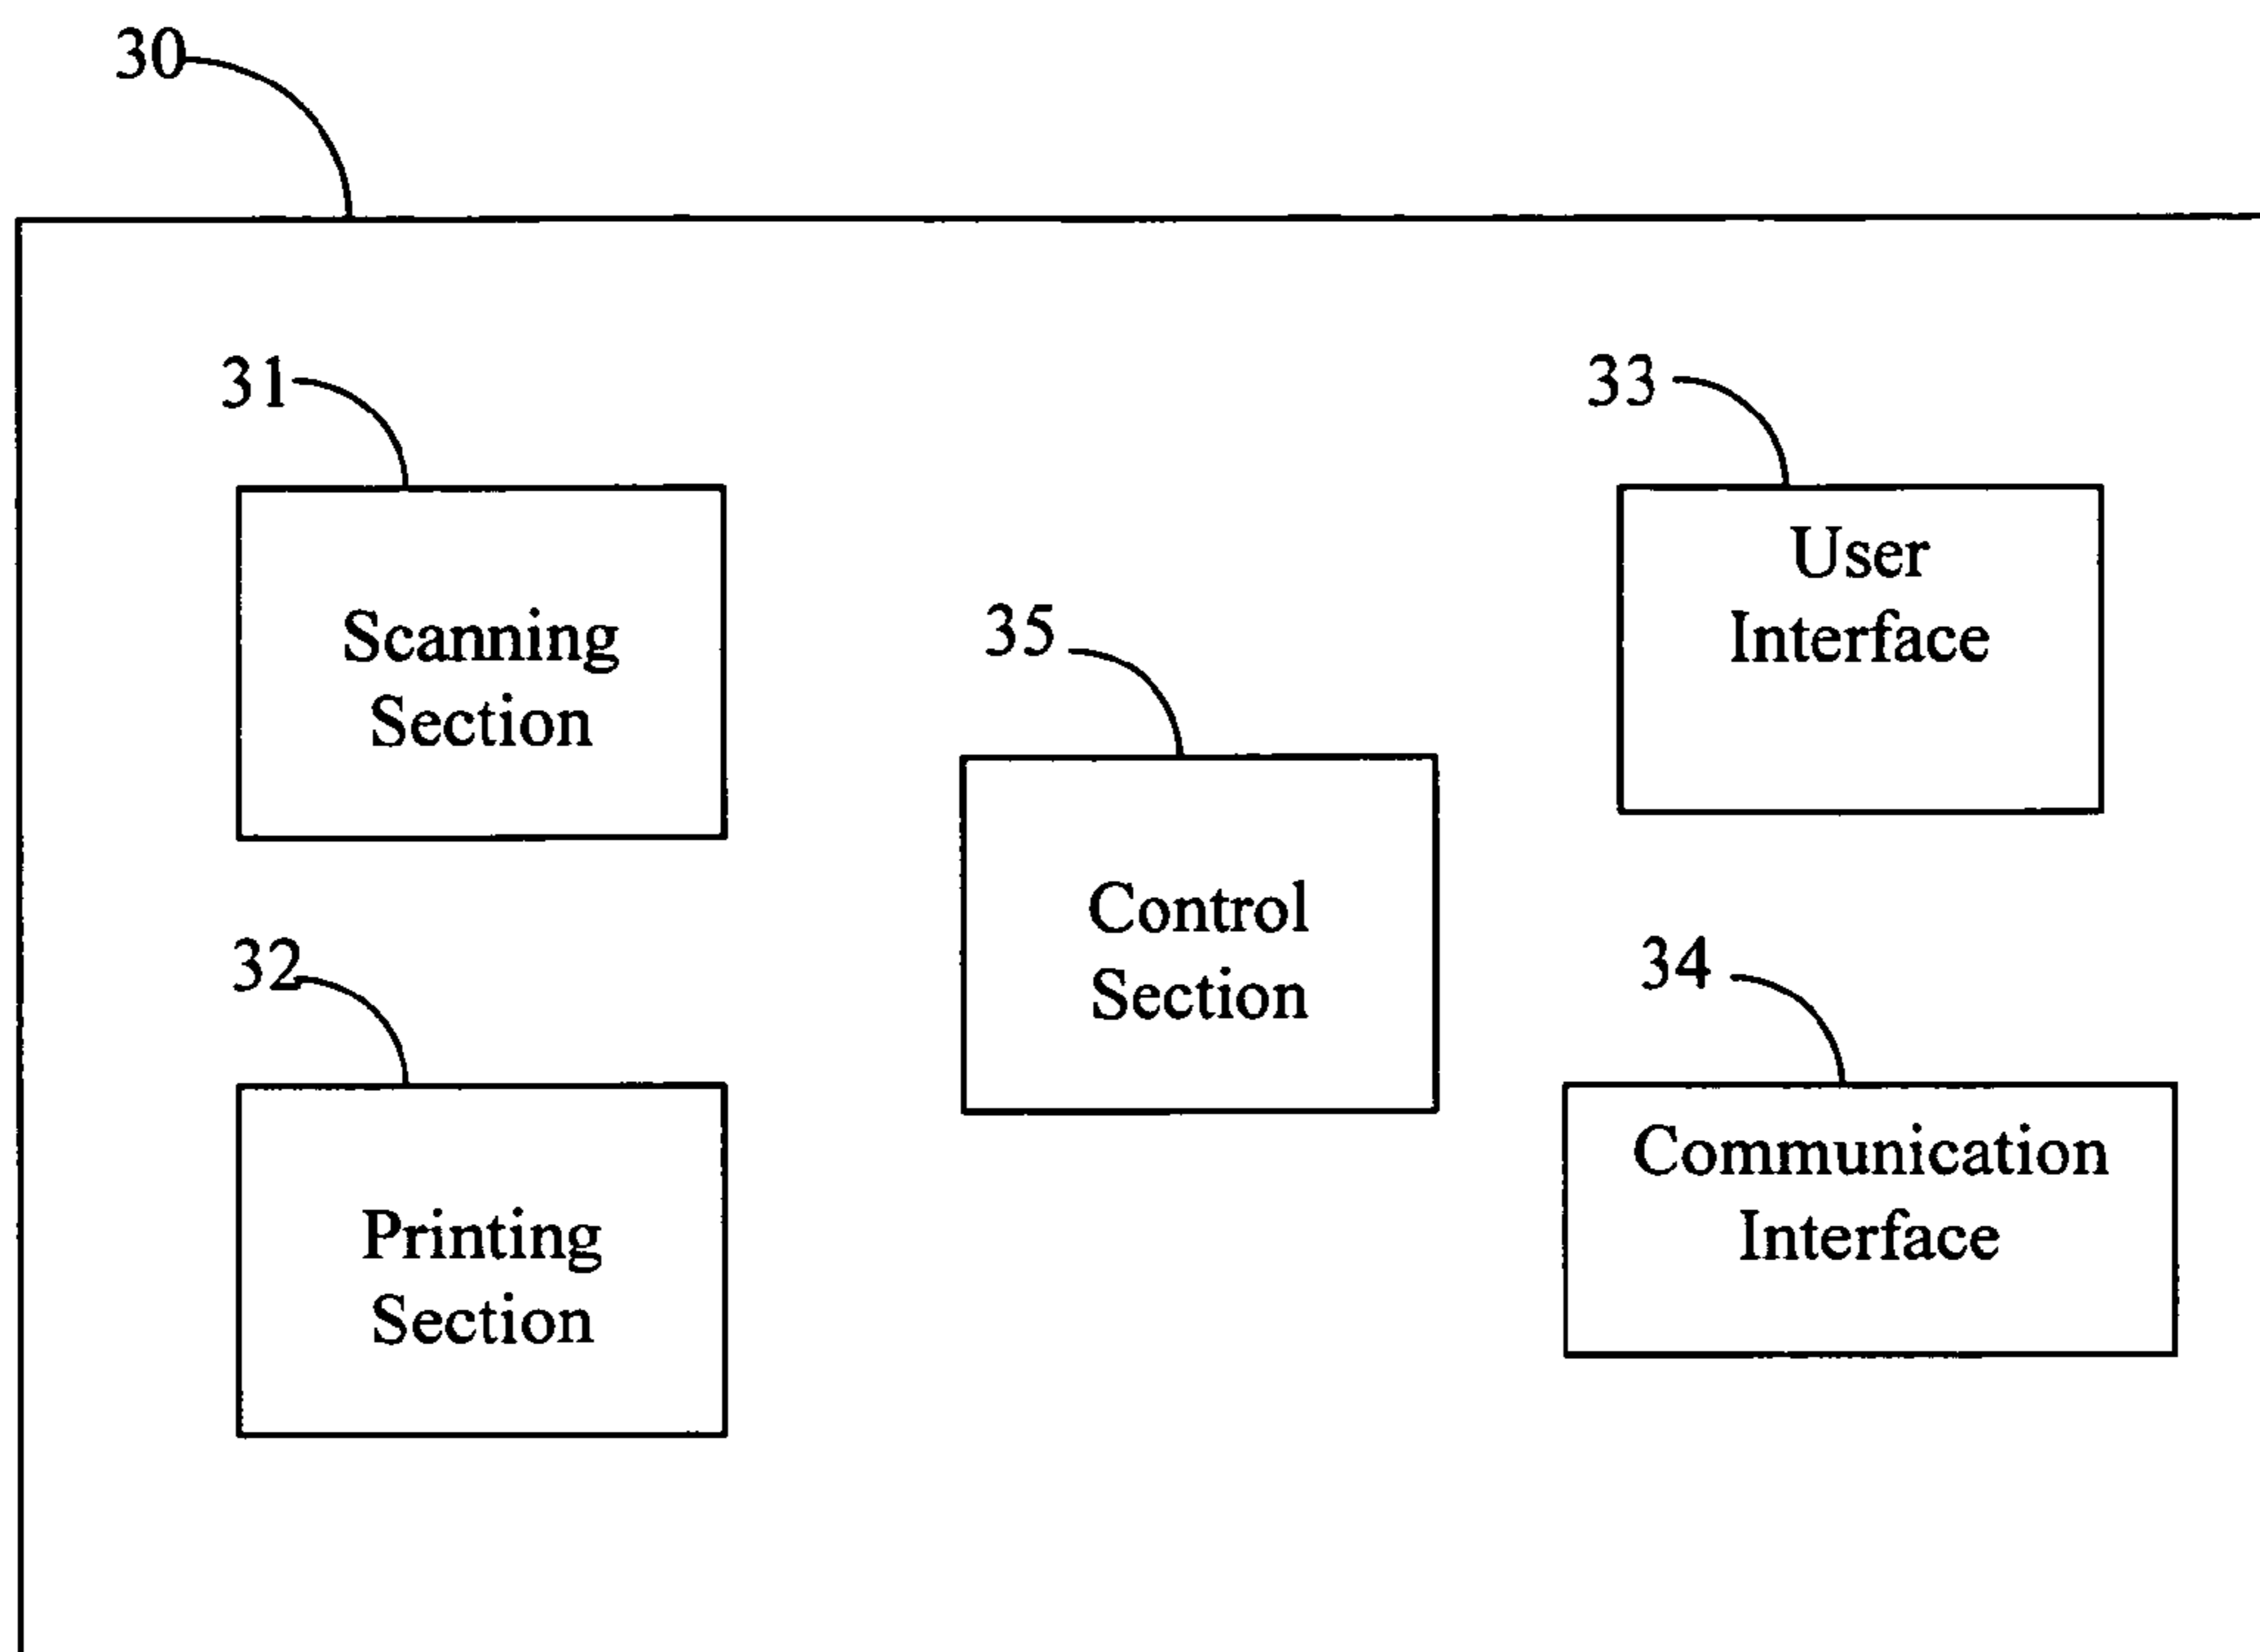 30
31
33
Scanning
Section
User
Interface
35
Control
Section
32
34
Printing
Section
Communication
Interface